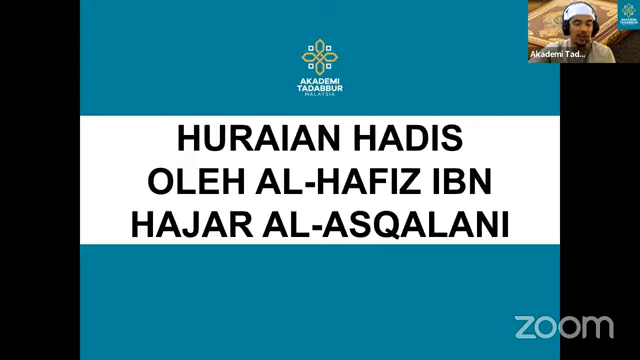 AKADEMI
TADABBUR
MALAYSIA
HURAIAN HADIS
OLEH AL-HAFIZ IBN
HAJAR AL-ASQALANI
Akademi Tad...
zoom